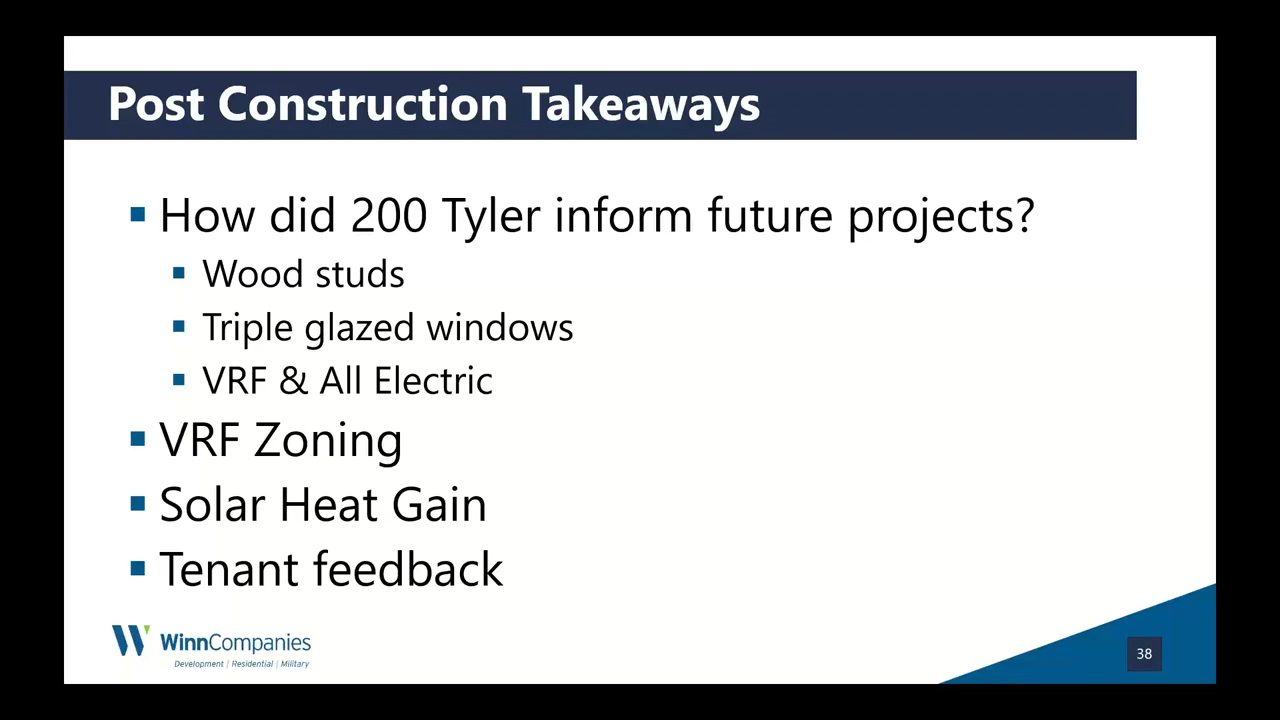 Post Construction Takeaways
How did 200 Tyler inform future projects?
Wood studs
Triple glazed windows
VRF & All Electric
VRF Zoning
Solar Heat Gain
Tenant feedback
WinnCompanies
Development | Residential | Military
38